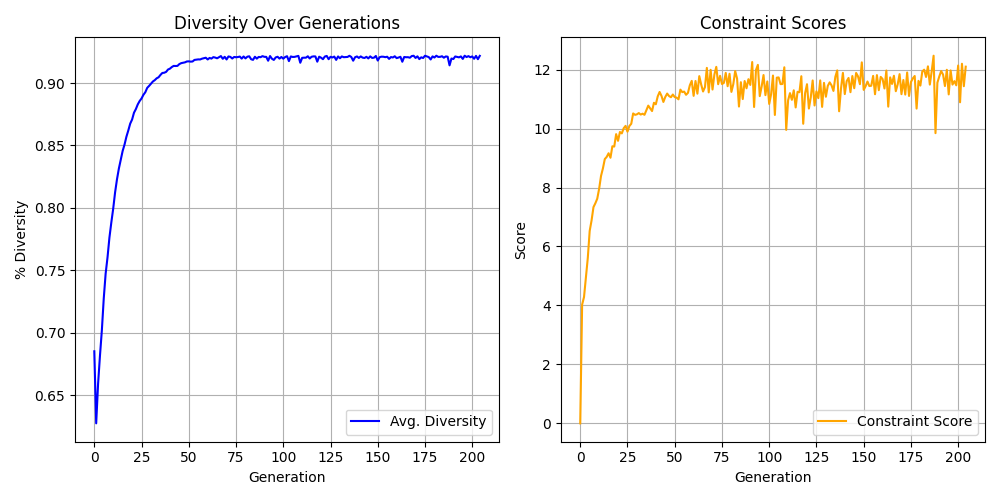 Diversity Over Generations
% Diversity
0.90
0.85
0.80
0.75
0.70
0.65
0 25 50 75 100 125 150 175 200
Generation
Avg. Diversity
Constraint Scores
Score
12
10
8
6
4
2
0
0 25 50 75 100 125 150 175 200
Generation
Constraint Score